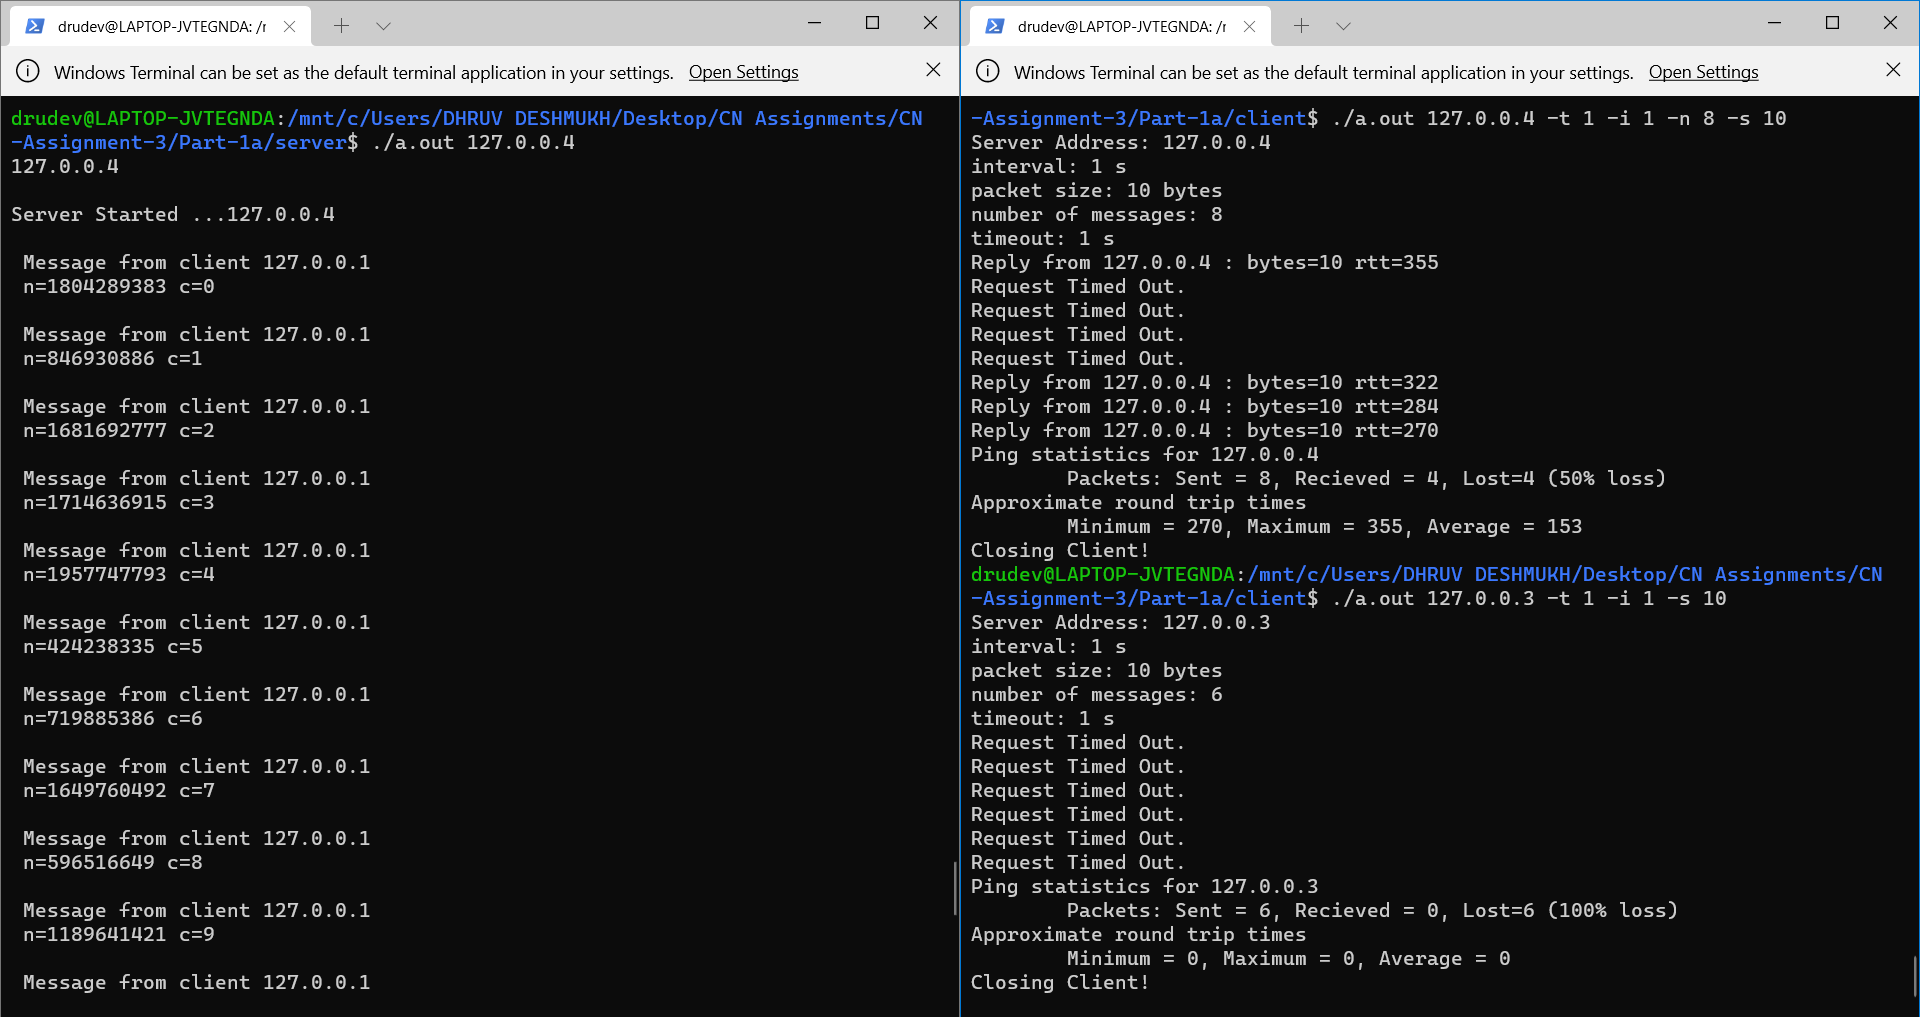 drudev@LAPTOP-JVTEGNDA: /r
Windows Terminal can be set as the default terminal application in your settings. Open Settings
drudev@LAPTOP-JVTEGNDA:/mnt/c/Users/DHRUV DESHMUKH/Desktop/CN Assignments/CN
-Assignment-3/Part-1a/server$ ./a.out 127.0.0.4
127.0.0.4
Server Started ...127.0.0.4
Message from client 127.0.0.1
n=1804289383 c=0
Message from client 127.0.0.1
n=846930886 c=1
Message from client 127.0.0.1
n=1681692777 c=2
Message from client 127.0.0.1
n=1714636915 c=3
Message from client 127.0.0.1
n=1957747793 c=4
Message from client 127.0.0.1
n=424238335 c=5
Message from client 127.0.0.1
n=719885386 c=6
Message from client 127.0.0.1
n=1649760492 c=7
Message from client 127.0.0.1
n=596516649 c=8
Message from client 127.0.0.1
n=1189641421 c=9
Message from client 127.0.0.1
drudev@LAPTOP-JVTEGNDA: /r
Windows Terminal can be set as the default terminal application in your settings. Open Settings
-Assignment-3/Part-1a/client$ ./a.out 127.0.0.4 -t 1 -i 1 -n 8 -s 10
Server Address: 127.0.0.4
interval: 1 s
packet size: 10 bytes
number of messages: 8
timeout: 1 s
Reply from 127.0.0.4 : bytes=10 rtt=355
Request Timed Out.
Request Timed Out.
Request Timed Out.
Request Timed Out.
Reply from 127.0.0.4 : bytes=10 rtt=322
Reply from 127.0.0.4 : bytes=10 rtt=284
Reply from 127.0.0.4 : bytes=10 rtt=270
Ping statistics for 127.0.0.4
Packets: Sent = 8, Recieved = 4, Lost=4 (50% loss)
Approximate round trip times
Minimum = 270, Maximum = 355, Average = 153
Closing Client!
drudev@LAPTOP-JVTEGNDA:/mnt/c/Users/DHRUV DESHMUKH/Desktop/CN Assignments/CN
-Assignment-3/Part-1a/client$ ./a.out 127.0.0.3 -t 1 -i 1 -s 10
Server Address: 127.0.0.3
interval: 1 s
packet size: 10 bytes
number of messages: 6
timeout: 1 s
Request Timed Out.
Request Timed Out.
Request Timed Out.
Request Timed Out.
Request Timed Out.
Request Timed Out.
Ping statistics for 127.0.0.3
Packets: Sent = 6, Recieved = 0, Lost=6 (100% loss)
Approximate round trip times
Minimum = 0, Maximum = 0, Average = 0
Closing Client!